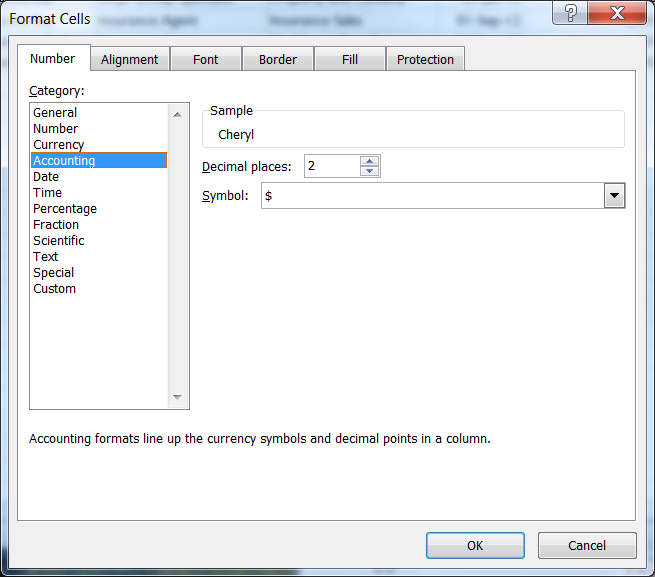 Insurance Agent Insurance Sales 01-Sep-12
Format Cells
Number Alignment Font Border Fill Protection
Category:
General
Number
Currency
Accounting
Date
Time
Percentage
Fraction
Scientific
Text
Special
Custom
Sample
Cheryl
Decimal places: 2
Symbol: $
Accounting formats line up the currency symbols and decimal points in a column.
OK Cancel